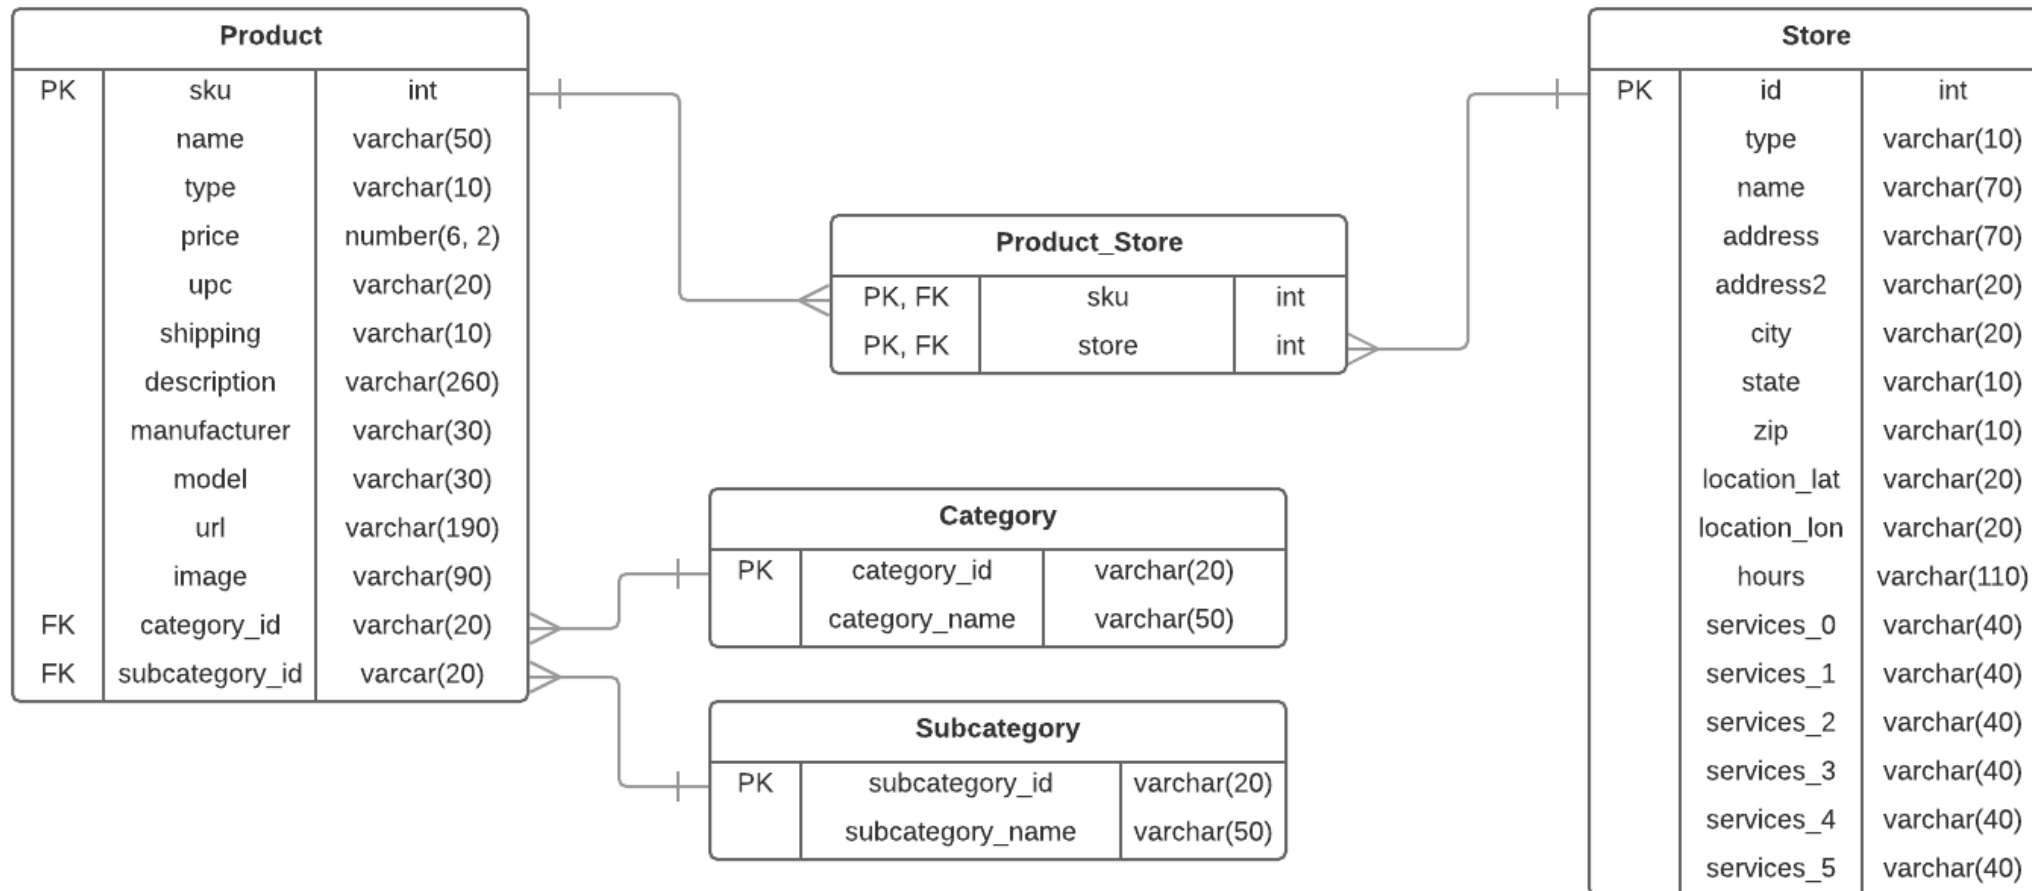 Product
PK sku int
name varchar(50)
type varchar(10)
price number(6, 2)
upc varchar(20)
shipping varchar(10)
description varchar(260)
manufacturer varchar(30)
model varchar(30)
url varchar(190)
image varchar(90)
FK category_id varchar(20)
FK subcategory_id varcar(20)
Product_Store
PK, FK sku int
PK, FK store int
Category
PK category_id varchar(20)
category_name varchar(50)
Subcategory
PK subcategory_id varchar(20)
subcategory_name varchar(50)
Store
PK id int
type varchar(10)
name varchar(70)
address varchar(70)
address2 varchar(20)
city varchar(20)
state varchar(10)
zip varchar(10)
location_lat varchar(20)
location_lon varchar(20)
hours varchar(110)
services_0 varchar(40)
services_1 varchar(40)
services_2 varchar(40)
services_3 varchar(40)
services_4 varchar(40)
services_5 varchar(40)